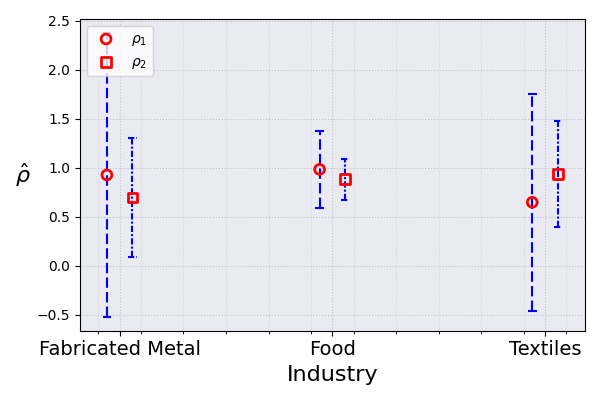 2.5
2.0
1.5
1.0
0.5
0.0
−0.5
ρ̂
ρ₁
ρ₂
Fabricated Metal
Food
Textiles
Industry